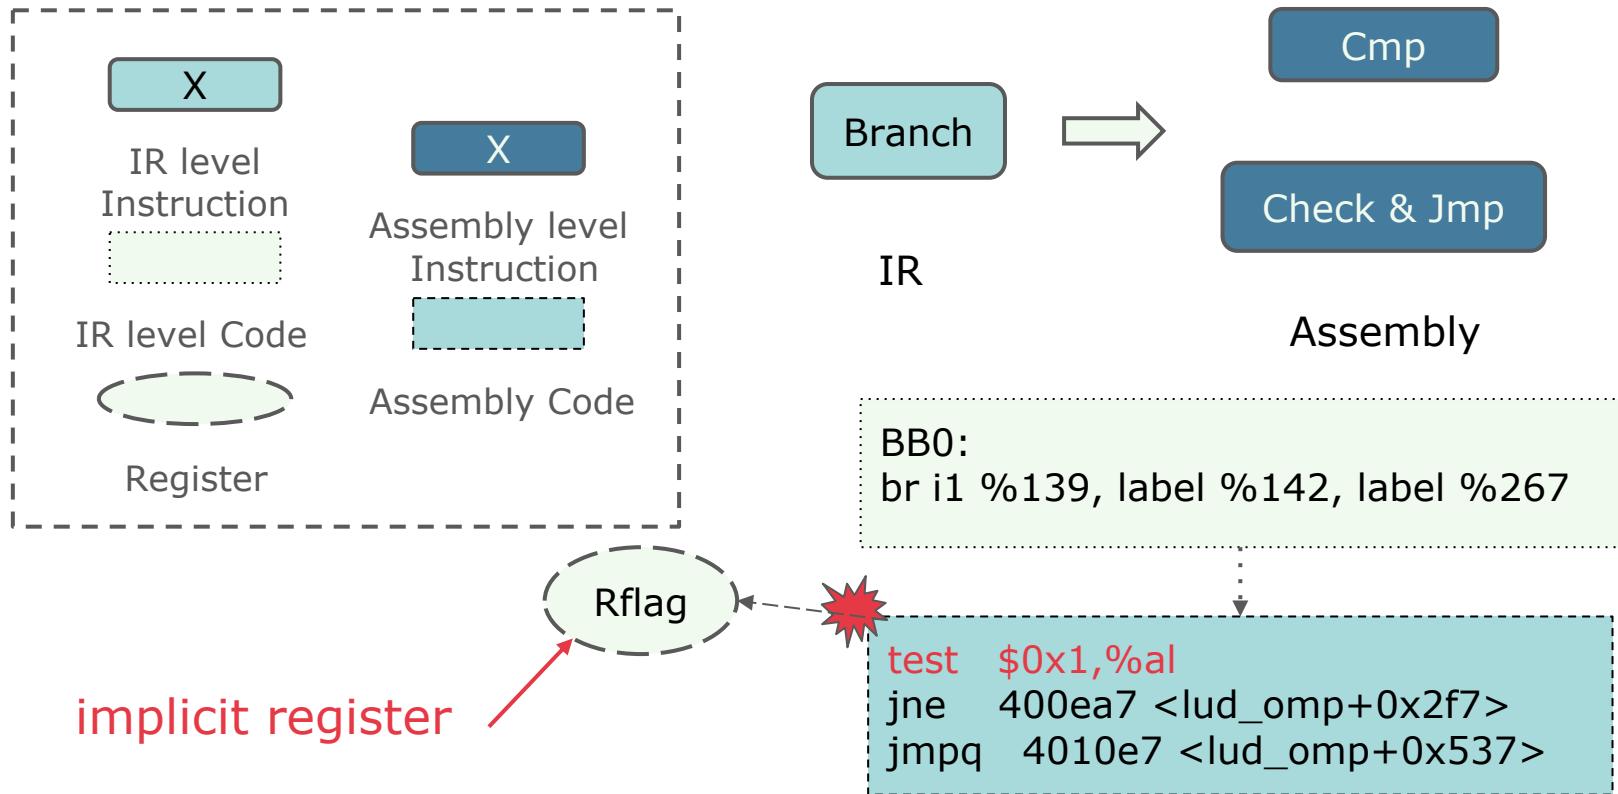 X
IR level
Instruction
IR level Code
Register
X
Assembly level
Instruction
Assembly Code
Branch
IR
Cmp
Check & Jmp
Assembly
BB0:
br i1 %139, label %142, label %267
Rflag
implicit register
test $0x1,%al
jne 400ea7 <lud_omp+0x2f7>
jmpq 4010e7 <lud_omp+0x537>